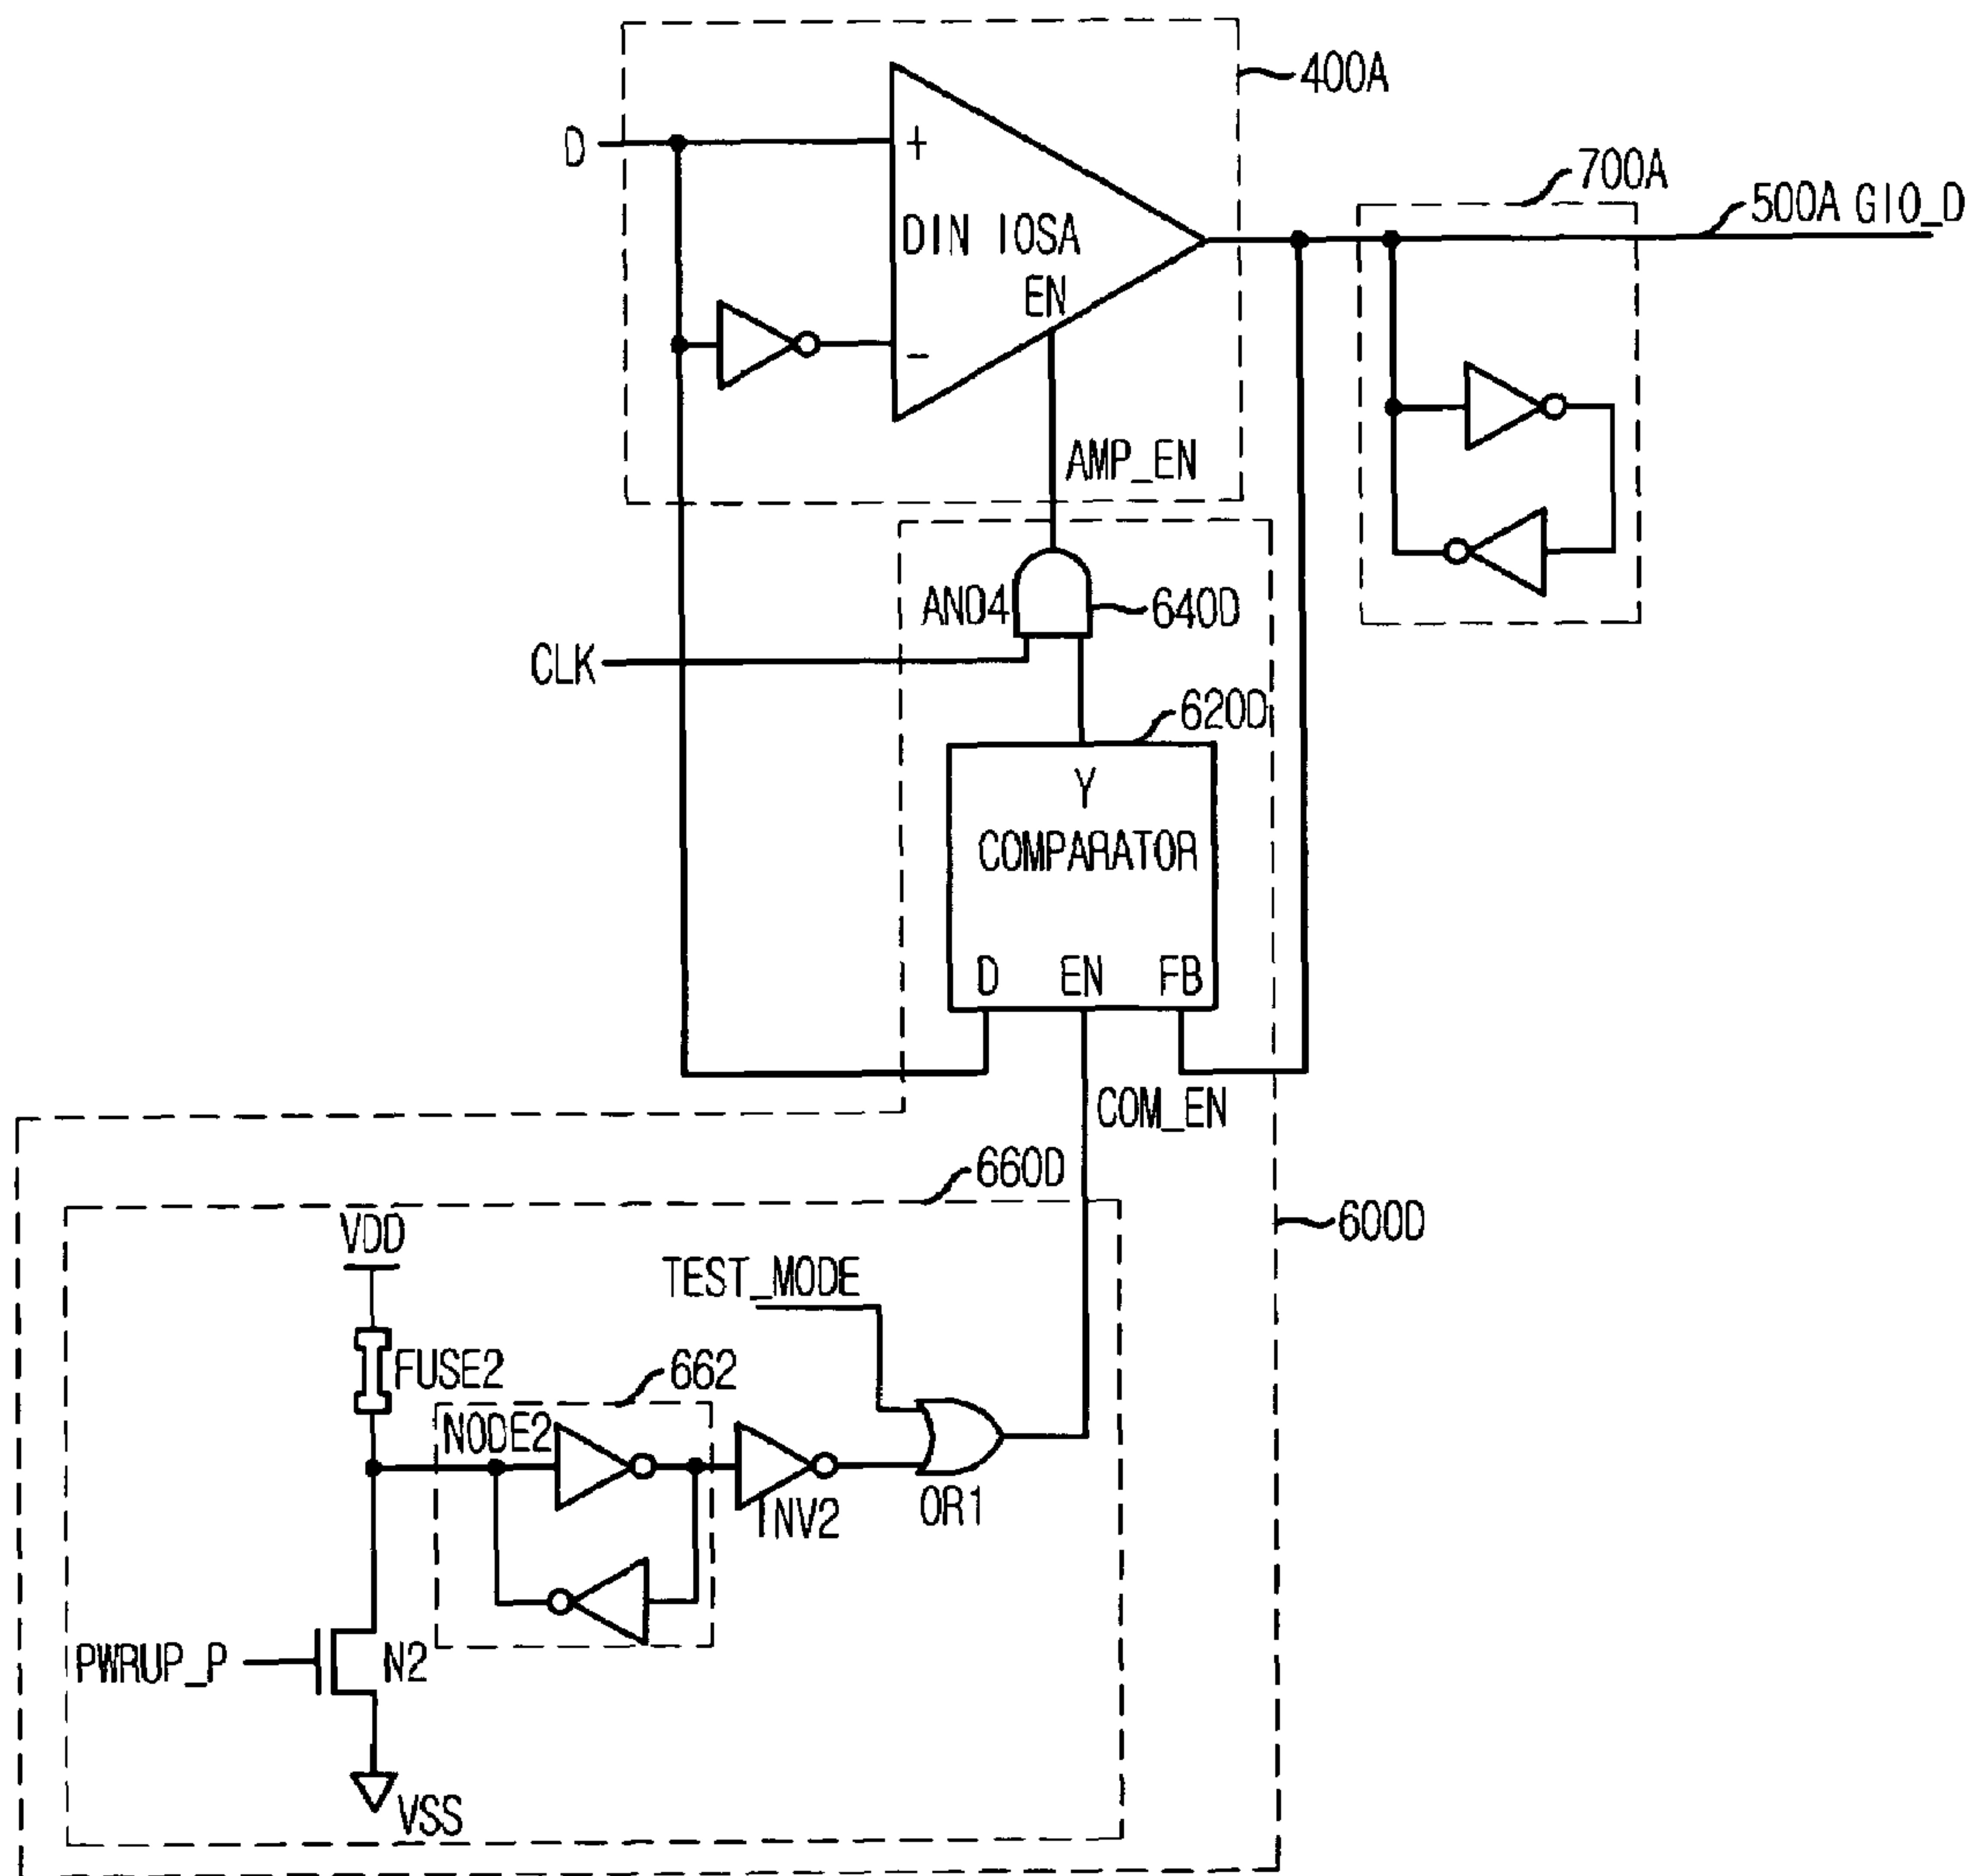 400A
D
+
700A
500A GIO_D
DIN IOSA
EN
-
AMP_EN
AND4
640D
CLK
620D
Y
COMPARATOR
D EN FB
COM_EN
660D
600D
VDD
TEST_MODE
FUSE2
662
NODE2
INV2
OR1
PWRUP_P
N2
VSS